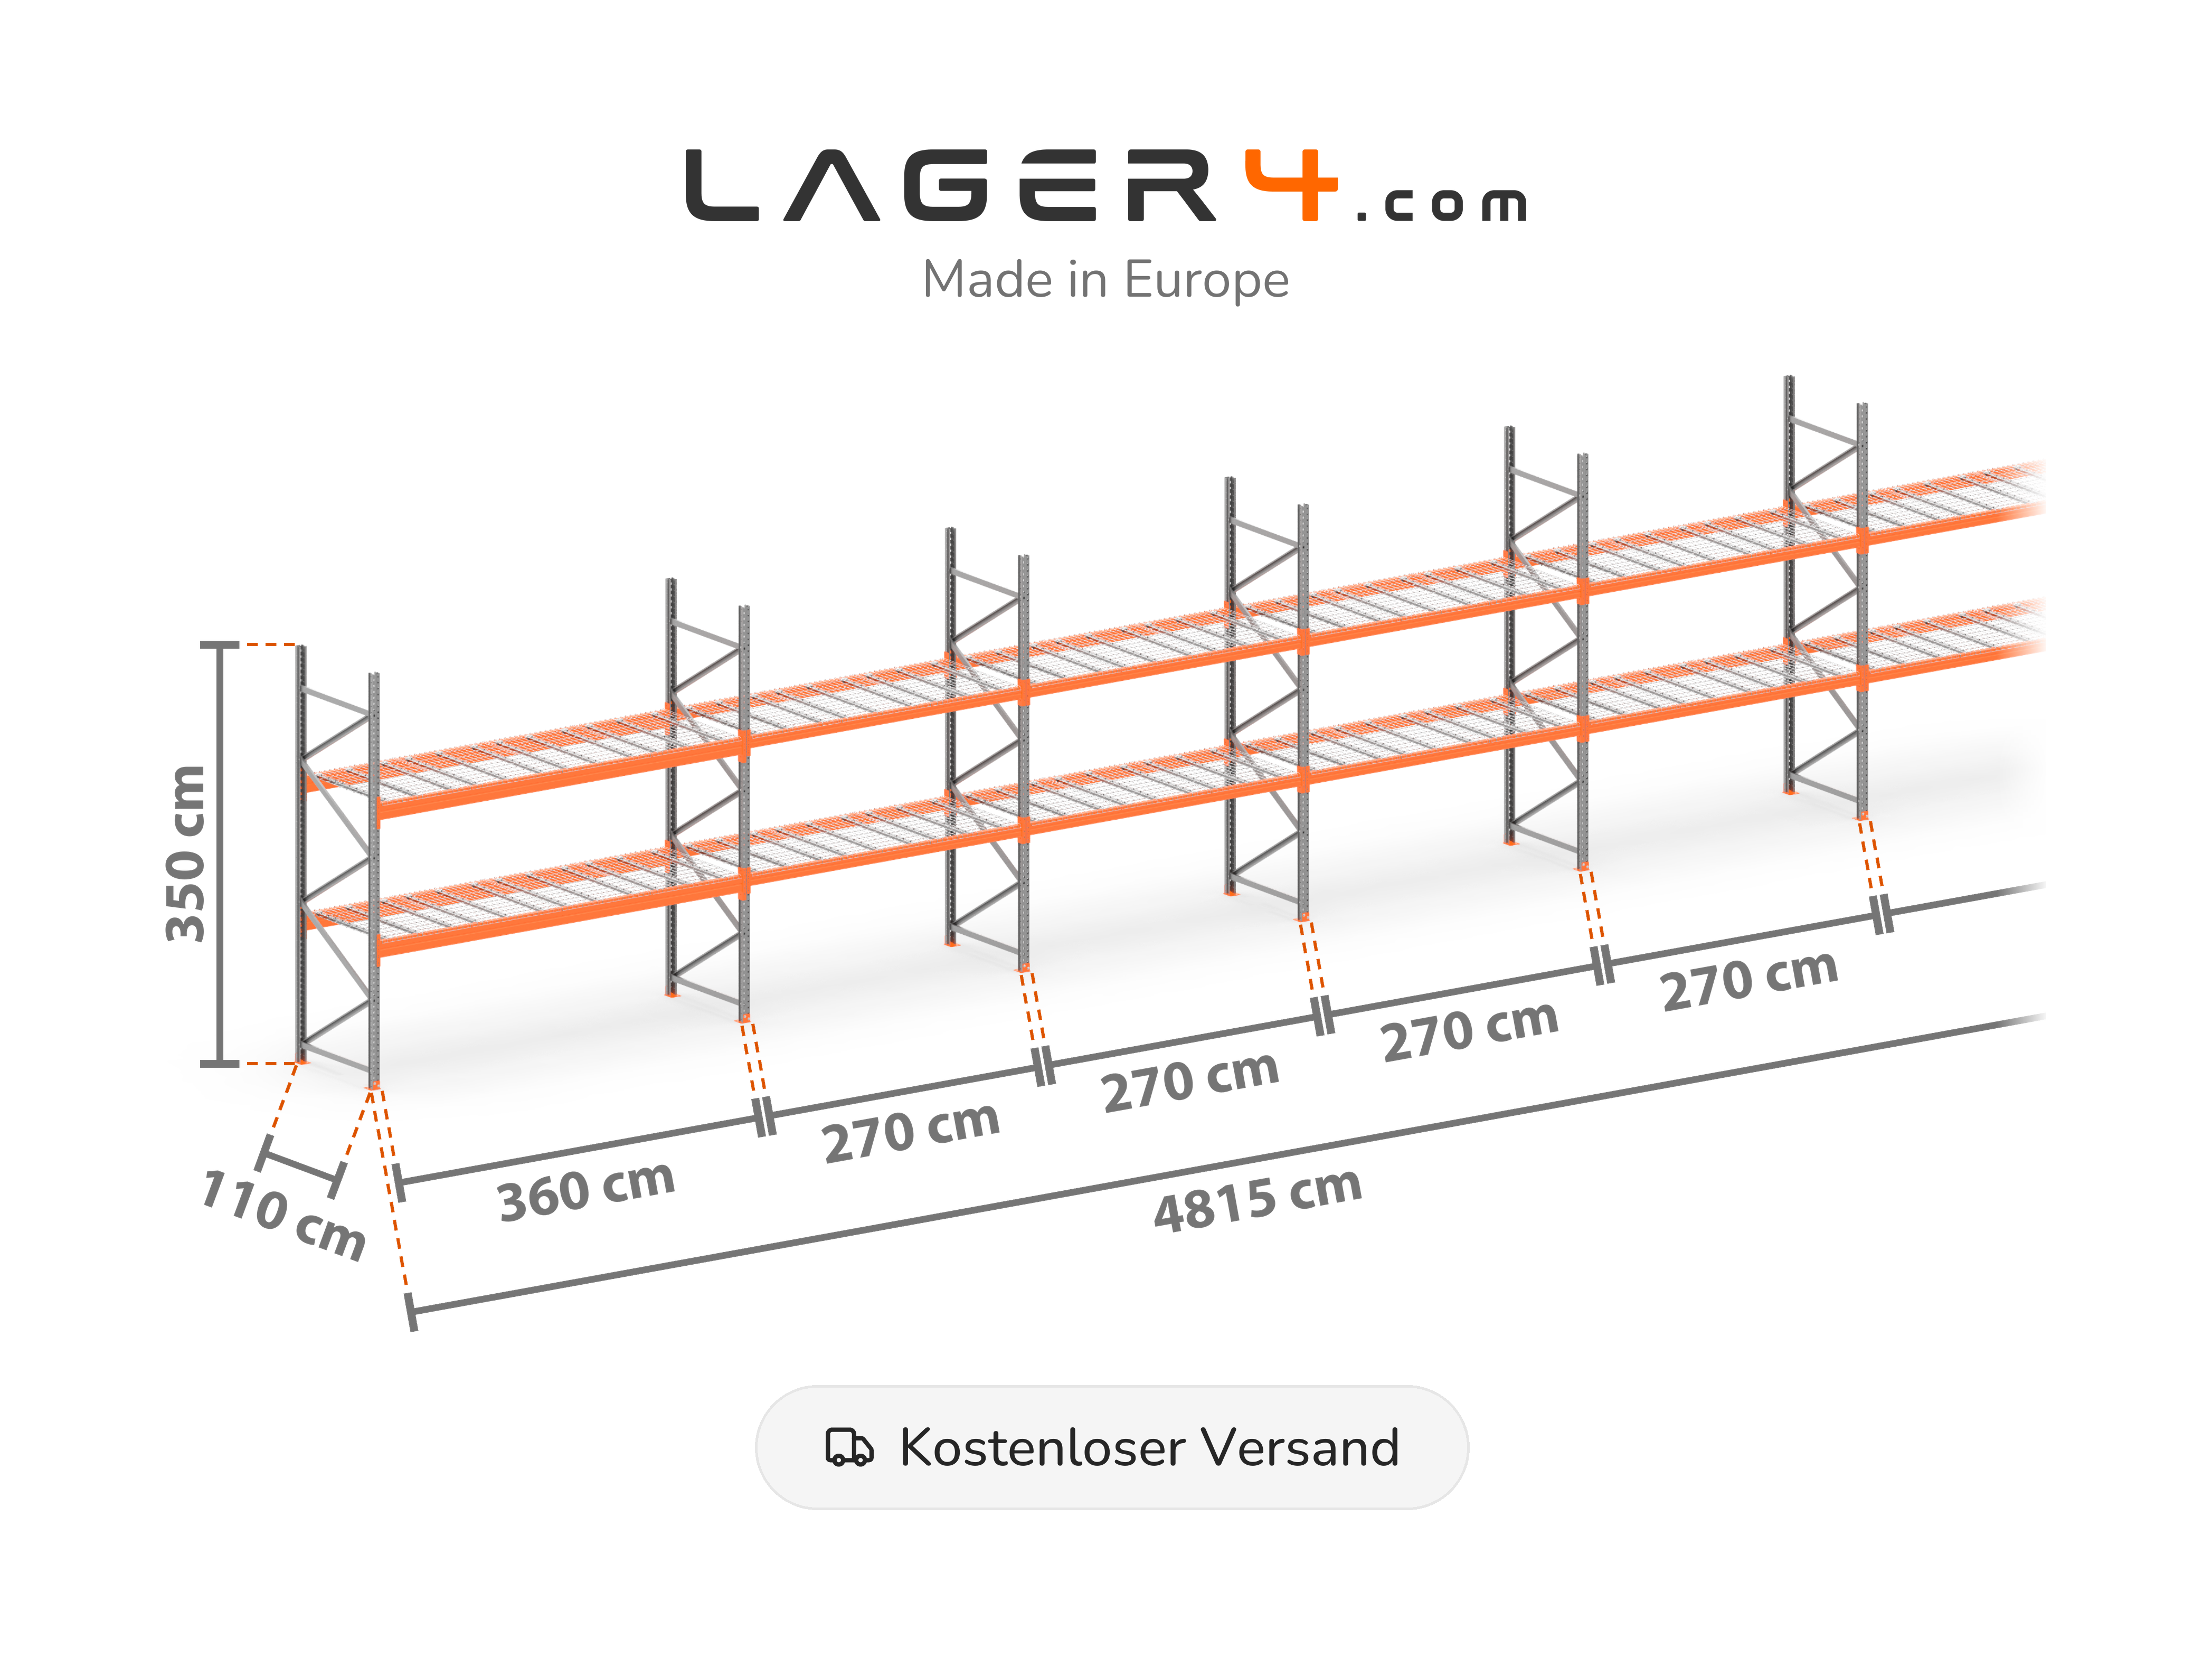 LAGER4.com
Made in Europe
350 cm
110 cm
360 cm
270 cm
270 cm
270 cm
270 cm
4815 cm
Kostenloser Versand